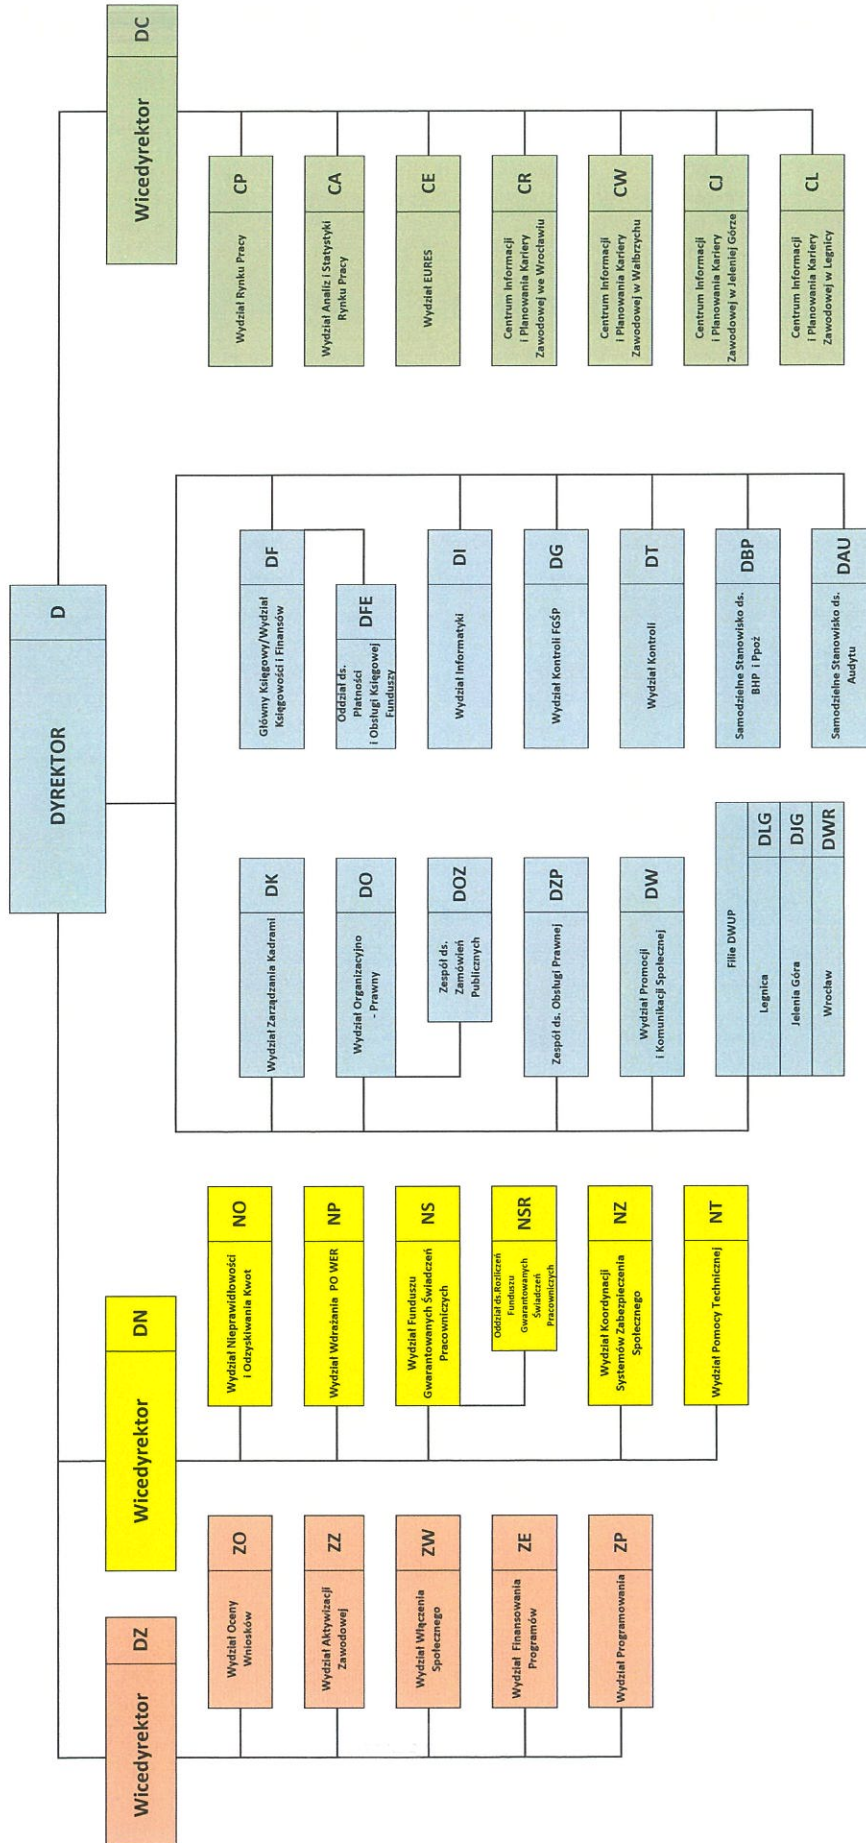 DYREKTOR
D
Wicedyrektor
DZ
Wydział Oceny
Wniosków
ZO
Wydział Aktywizacji
Zawodowej
ZZ
Wydział Włączenia
Społecznego
ZW
Wydział Finansowania
Programów
ZE
Wydział Programowania
ZP
Wicedyrektor
DN
Wydział Nieprawidłowości
i Odzyskiwania Kwot
NO
Wydział Wdrażania PO WER
NP
Wydział Funduszu
Gwarantowanych Świadczeń
Pracowniczych
NS
Oddział ds.Rozliczeń
Funduszu
Gwarantowanych
Świadczeń
Pracowniczych
NSR
Wydział Koordynacji
Systemów Zabezpieczenia
Społecznego
NZ
Wydział Pomocy Technicznej
NT
Wydział Zarządzania Kadrami
DK
Wydział Organizacyjno
- Prawny
DO
Zespół ds.
Zamówień
Publicznych
DOZ
Zespół ds. Obsługi Prawnej
DZP
Wydział Promocji
i Komunikacji Społecznej
DW
Filie DWUP
Legnica
DLG
Jelenia Góra
DJG
Wrocław
DWR
Główny Księgowy/Wydział
Księgowości i Finansów
DF
Oddział ds.
Płatności
i Obsługi Księgowej
Funduszy
DFE
Wydział Informatyki
DI
Wydział Kontroli FGŚP
DG
Wydział Kontroli
DT
Samodzielne Stanowisko ds.
BHP i Ppoż
DBP
Samodzielne Stanowisko ds.
Audytu
DAU
Wicedyrektor
DC
Wydział Rynku Pracy
CP
Wydział Analiz i Statystyki
Rynku Pracy
CA
Wydział EURES
CE
Centrum Informacji
i Planowania Kariery
Zawodowej we Wrocławiu
CR
Centrum Informacji
i Planowania Kariery
Zawodowej w Wałbrzychu
CW
Centrum Informacji
i Planowania Kariery
Zawodowej w Jeleniej Górze
CJ
Centrum Informacji
i Planowania Kariery
Zawodowej w Legnicy
CL